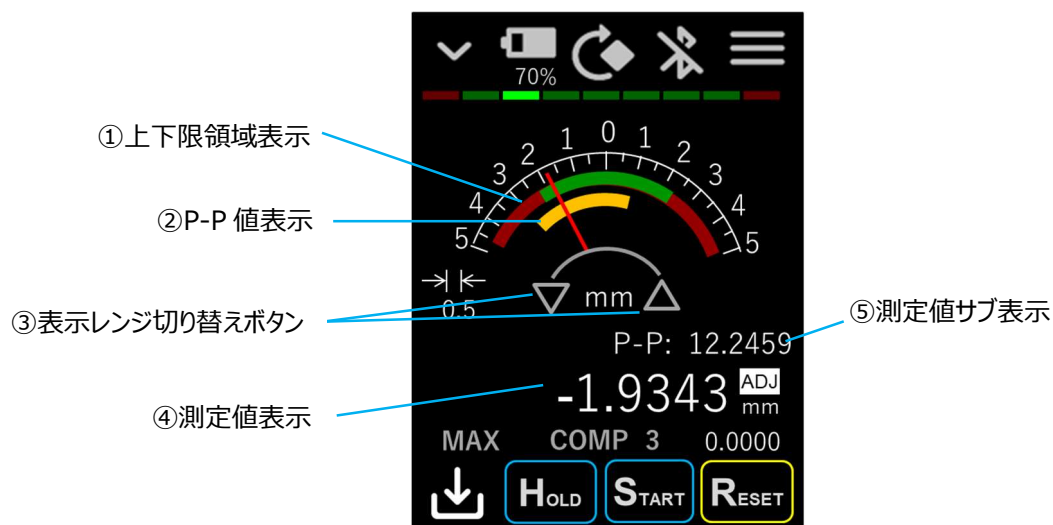 70%
①上下限領域表示
5 4 3 2 1 0 1 2 3 4 5
②P-P 値表示
0.5
mm
③表示レンジ切り替えボタン
⑤測定値サブ表示
P-P: 12.2459
-1.9343 ADJ
mm
④測定値表示
MAX COMP 3 0.0000
HOLD START RESET